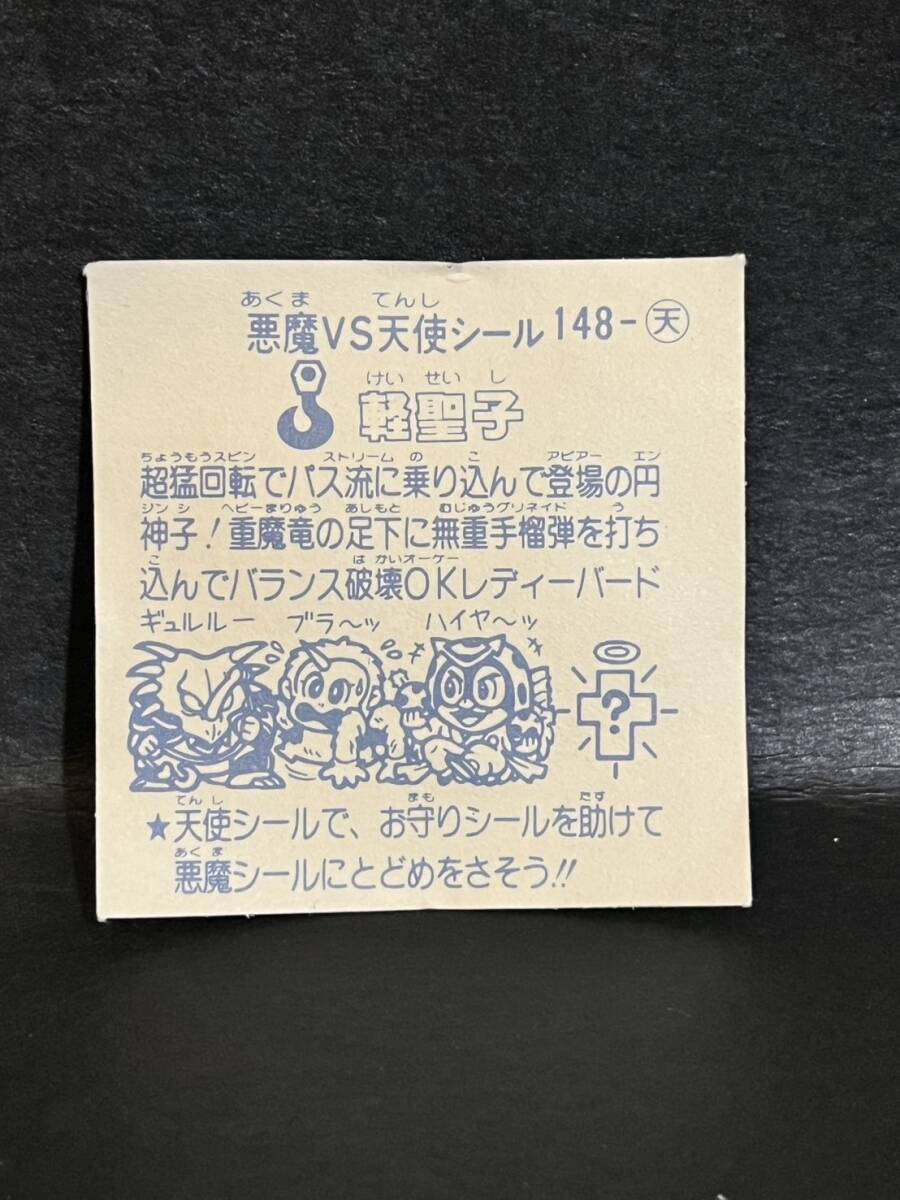 あくま てんし
悪魔VS天使シール 148-天
けい せい し
軽聖子
ちょうもうスピン ストリーム の こ アピアー エン
超猛回転でパス流に乗り込んで登場の円
ジン シ ヘビーまりゅう あしもと むじゅうグリネイド う
神子!重魔竜の足下に無重手榴弾を打ち
こ は かいオーケー
込んでバランス破壊OKレディーバード
ギュルルー ブラ〜ッ ハイヤ〜ッ
?
てんし まも たす
★天使シールで、お守りシールを助けて
あく ま
悪魔シールにとどめをさそう!!